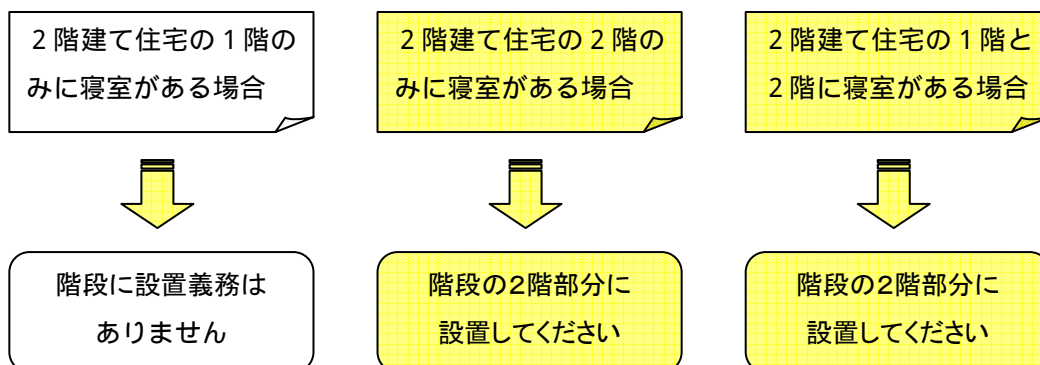 2階建て住宅の1階の
みに寝室がある場合
2階建て住宅の2階の
みに寝室がある場合
2階建て住宅の1階と
2階に寝室がある場合
階段に設置義務は
ありません
階段の2階部分に
設置してください
階段の2階部分に
設置してください